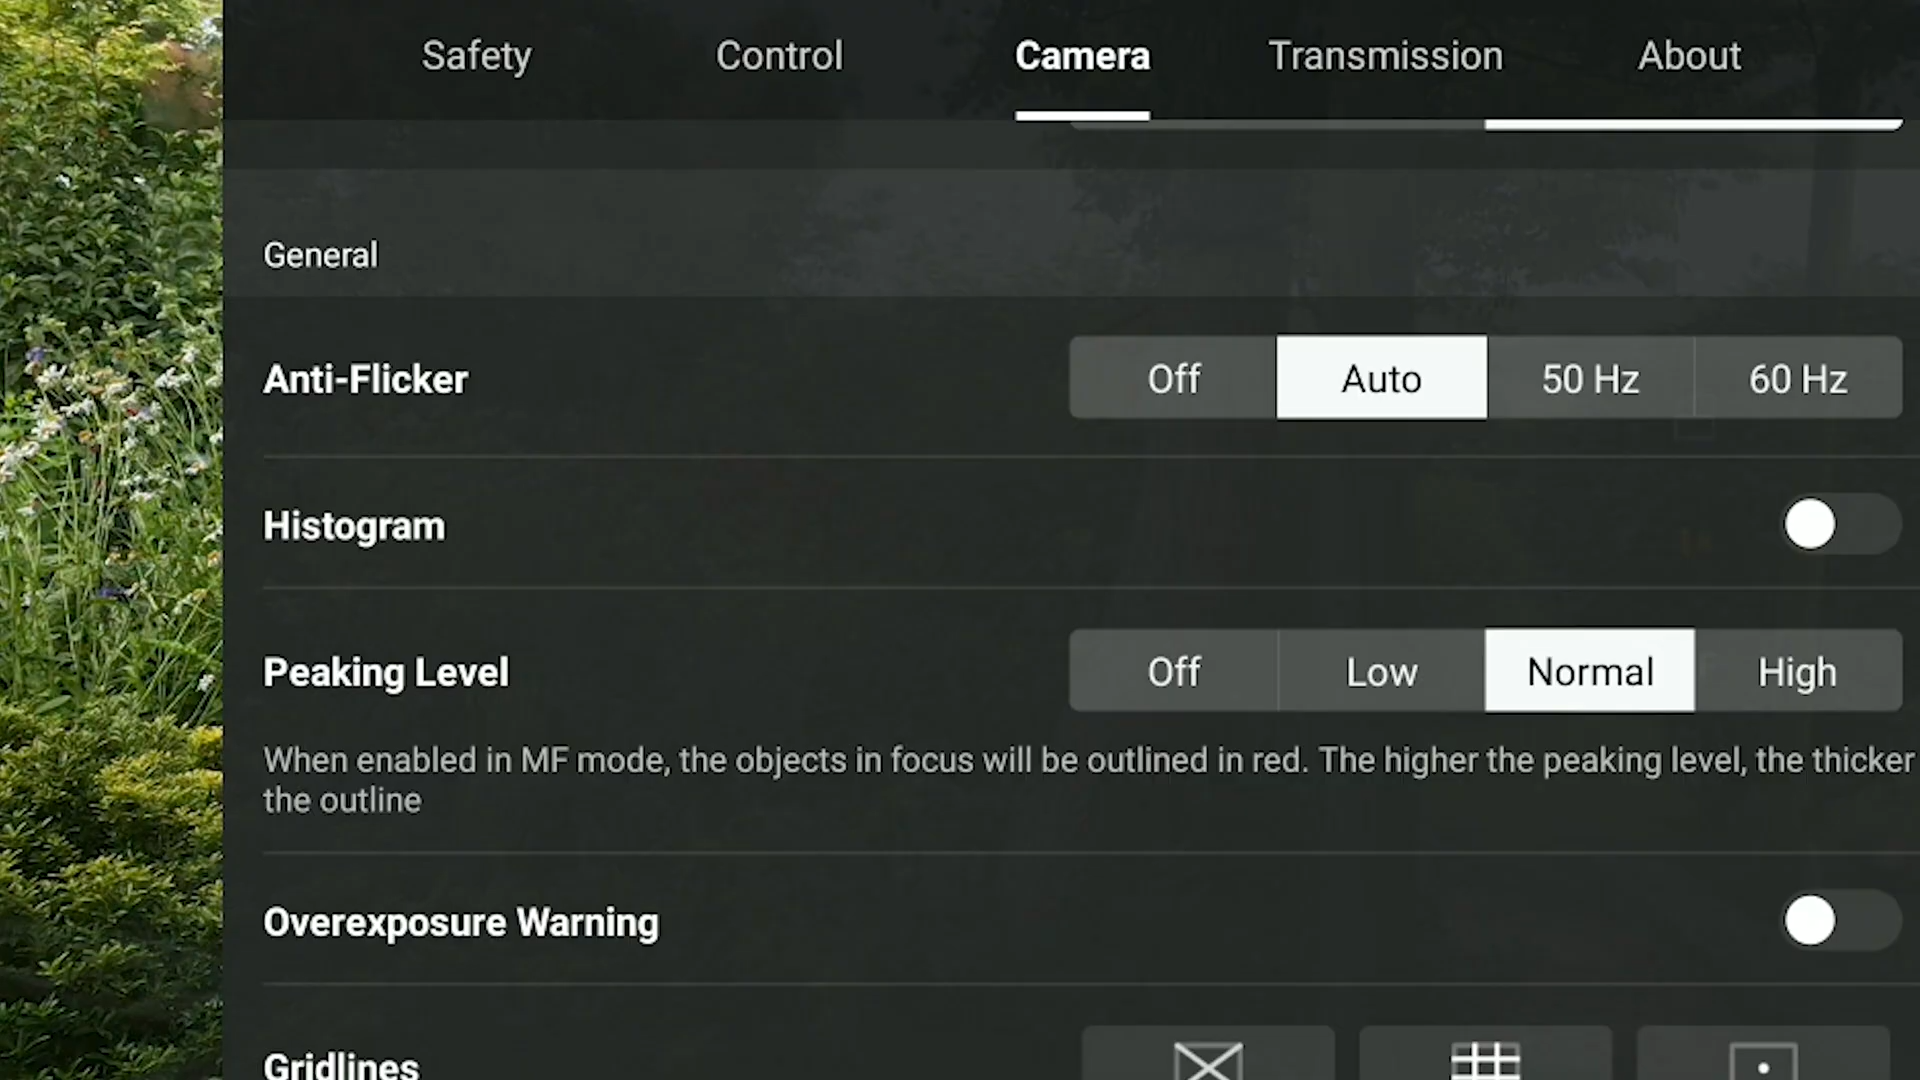 Safety Control Camera Transmission About
General
Anti-Flicker Off Auto 50 Hz 60 Hz
Histogram
Peaking Level Off Low Normal High
When enabled in MF mode, the objects in focus will be outlined in red. The higher the peaking level, the thicker
the outline
Overexposure Warning
Gridlines